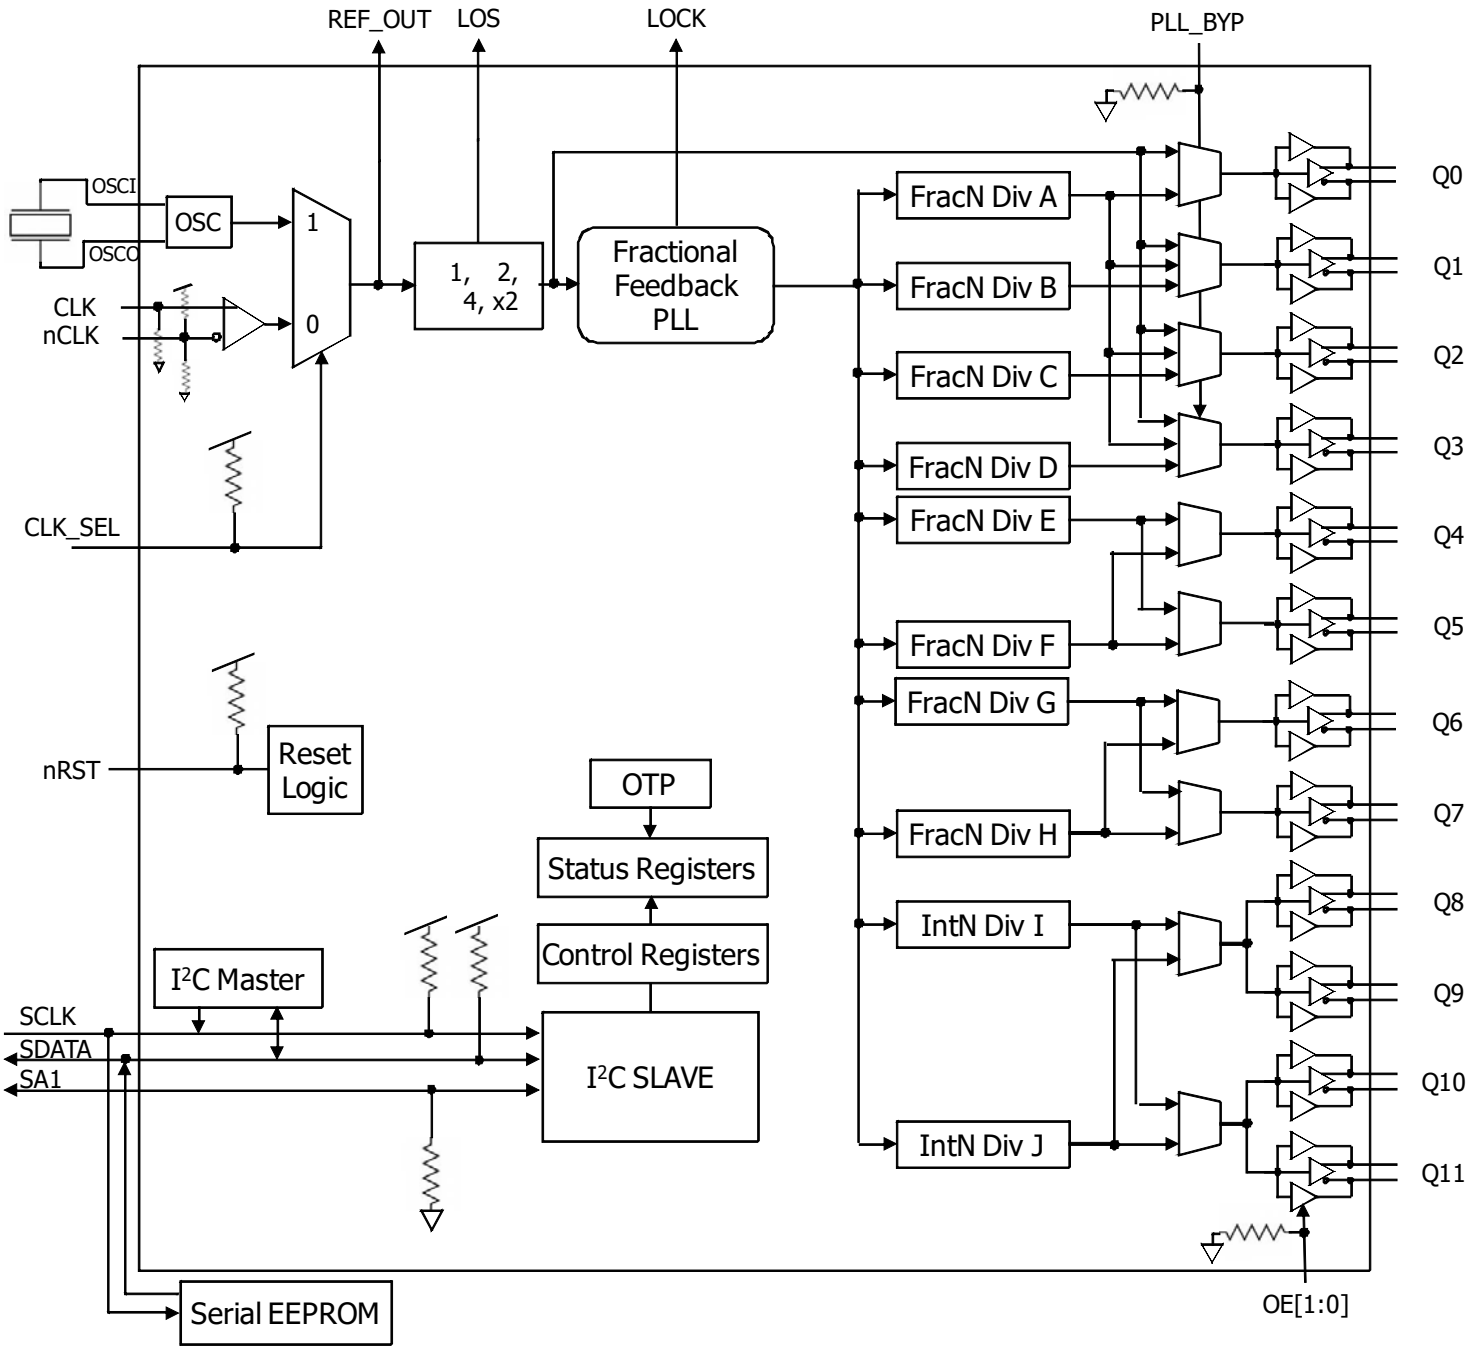 REF_OUT LOS LOCK PLL_BYP
OSCI
OSC
OSCO
1
0
CLK
nCLK
1, 2,
4, x2
Fractional
Feedback
PLL
FracN Div A
FracN Div B
FracN Div C
FracN Div D
FracN Div E
FracN Div F
FracN Div G
FracN Div H
IntN Div I
IntN Div J
Q0
Q1
Q2
Q3
Q4
Q5
Q6
Q7
Q8
Q9
Q10
Q11
CLK_SEL
nRST
Reset
Logic
OTP
Status Registers
Control Registers
I²C Master
SCLK
SDATA
SA1
I²C SLAVE
Serial EEPROM
OE[1:0]